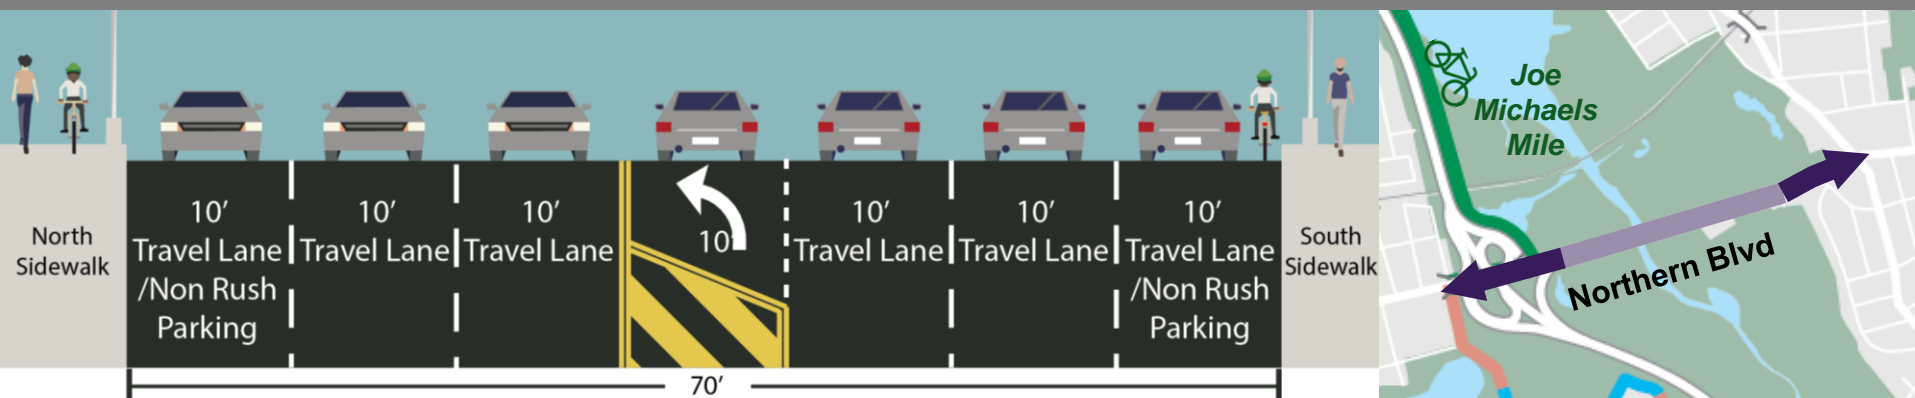 North
Sidewalk
10'
Travel Lane
/Non Rush
Parking
10'
Travel Lane
10'
Travel Lane
10'
10'
Travel Lane
10'
Travel Lane
10'
Travel Lane
/Non Rush
Parking
South
Sidewalk
70'
Joe
Michaels
Mile
Northern Blvd